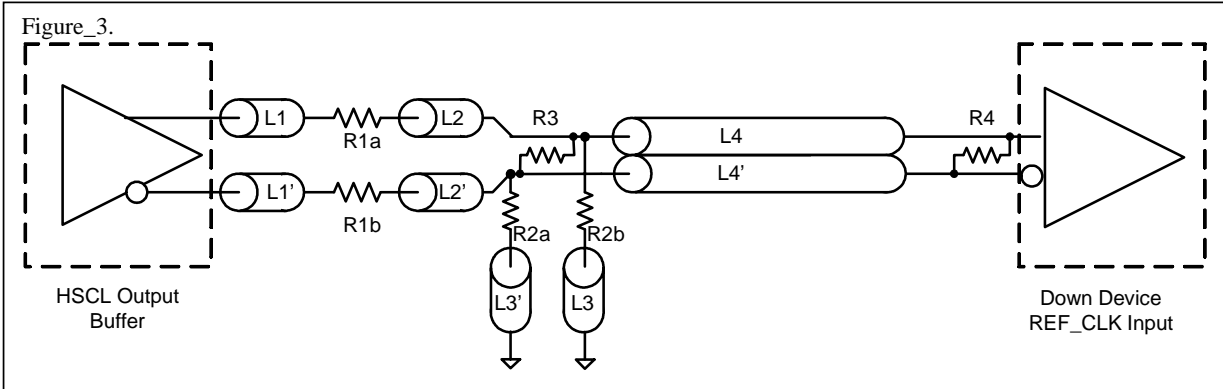 Figure_3.
L1
R1a
L2
R3
L4
R4
L1'
R1b
L2'
L4'
R2a
R2b
L3'
L3
HSCL Output
Buffer
Down Device
REF_CLK Input